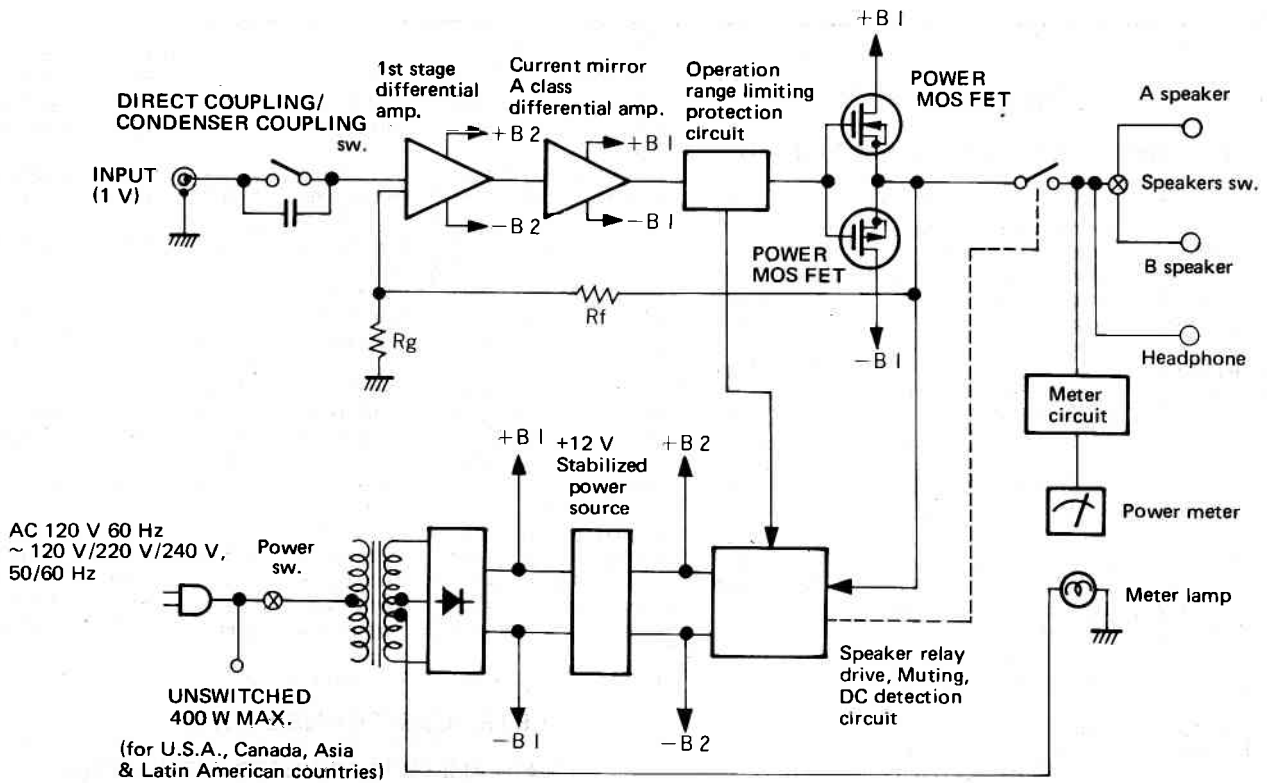 +B1
1st stage
differential
amp.
Current mirror
A class
differential amp.
Operation
range limiting
protection
circuit
POWER
MOS FET
A speaker
DIRECT COUPLING/
CONDENSER COUPLING
sw.
+B2
+B1
INPUT
(1 V)
Speakers sw.
-B2
-B1
POWER
MOS FET
B speaker
Rf
Rg
-B1
Headphone
Meter
circuit
+B1
+12 V
Stabilized
power
source
+B2
Power meter
AC 120 V 60 Hz
~ 120 V/220 V/240 V,
50/60 Hz
Power
sw.
Meter lamp
Speaker relay
drive, Muting,
DC detection
circuit
UNSWITCHED
400 W MAX.
(for U.S.A., Canada, Asia
& Latin American countries)
-B1
-B2